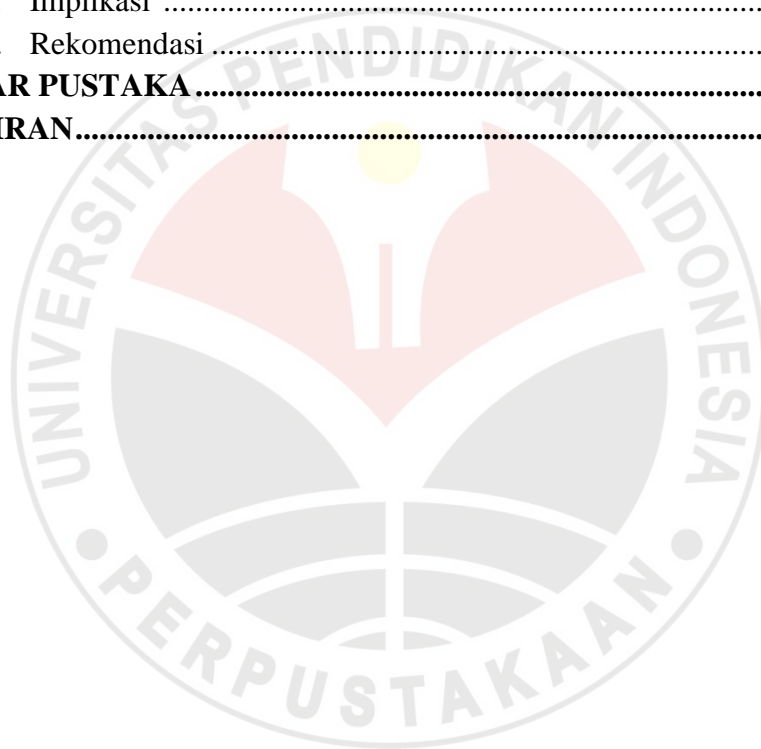 Implikasi ............................................................................
. Rekomendasi ......................................................................
AR PUSTAKA .........................................................................
IRAN.......................................................................................
UNIVERSITAS PENDIDIKAN INDONESIA
PERPUSTAKAAN